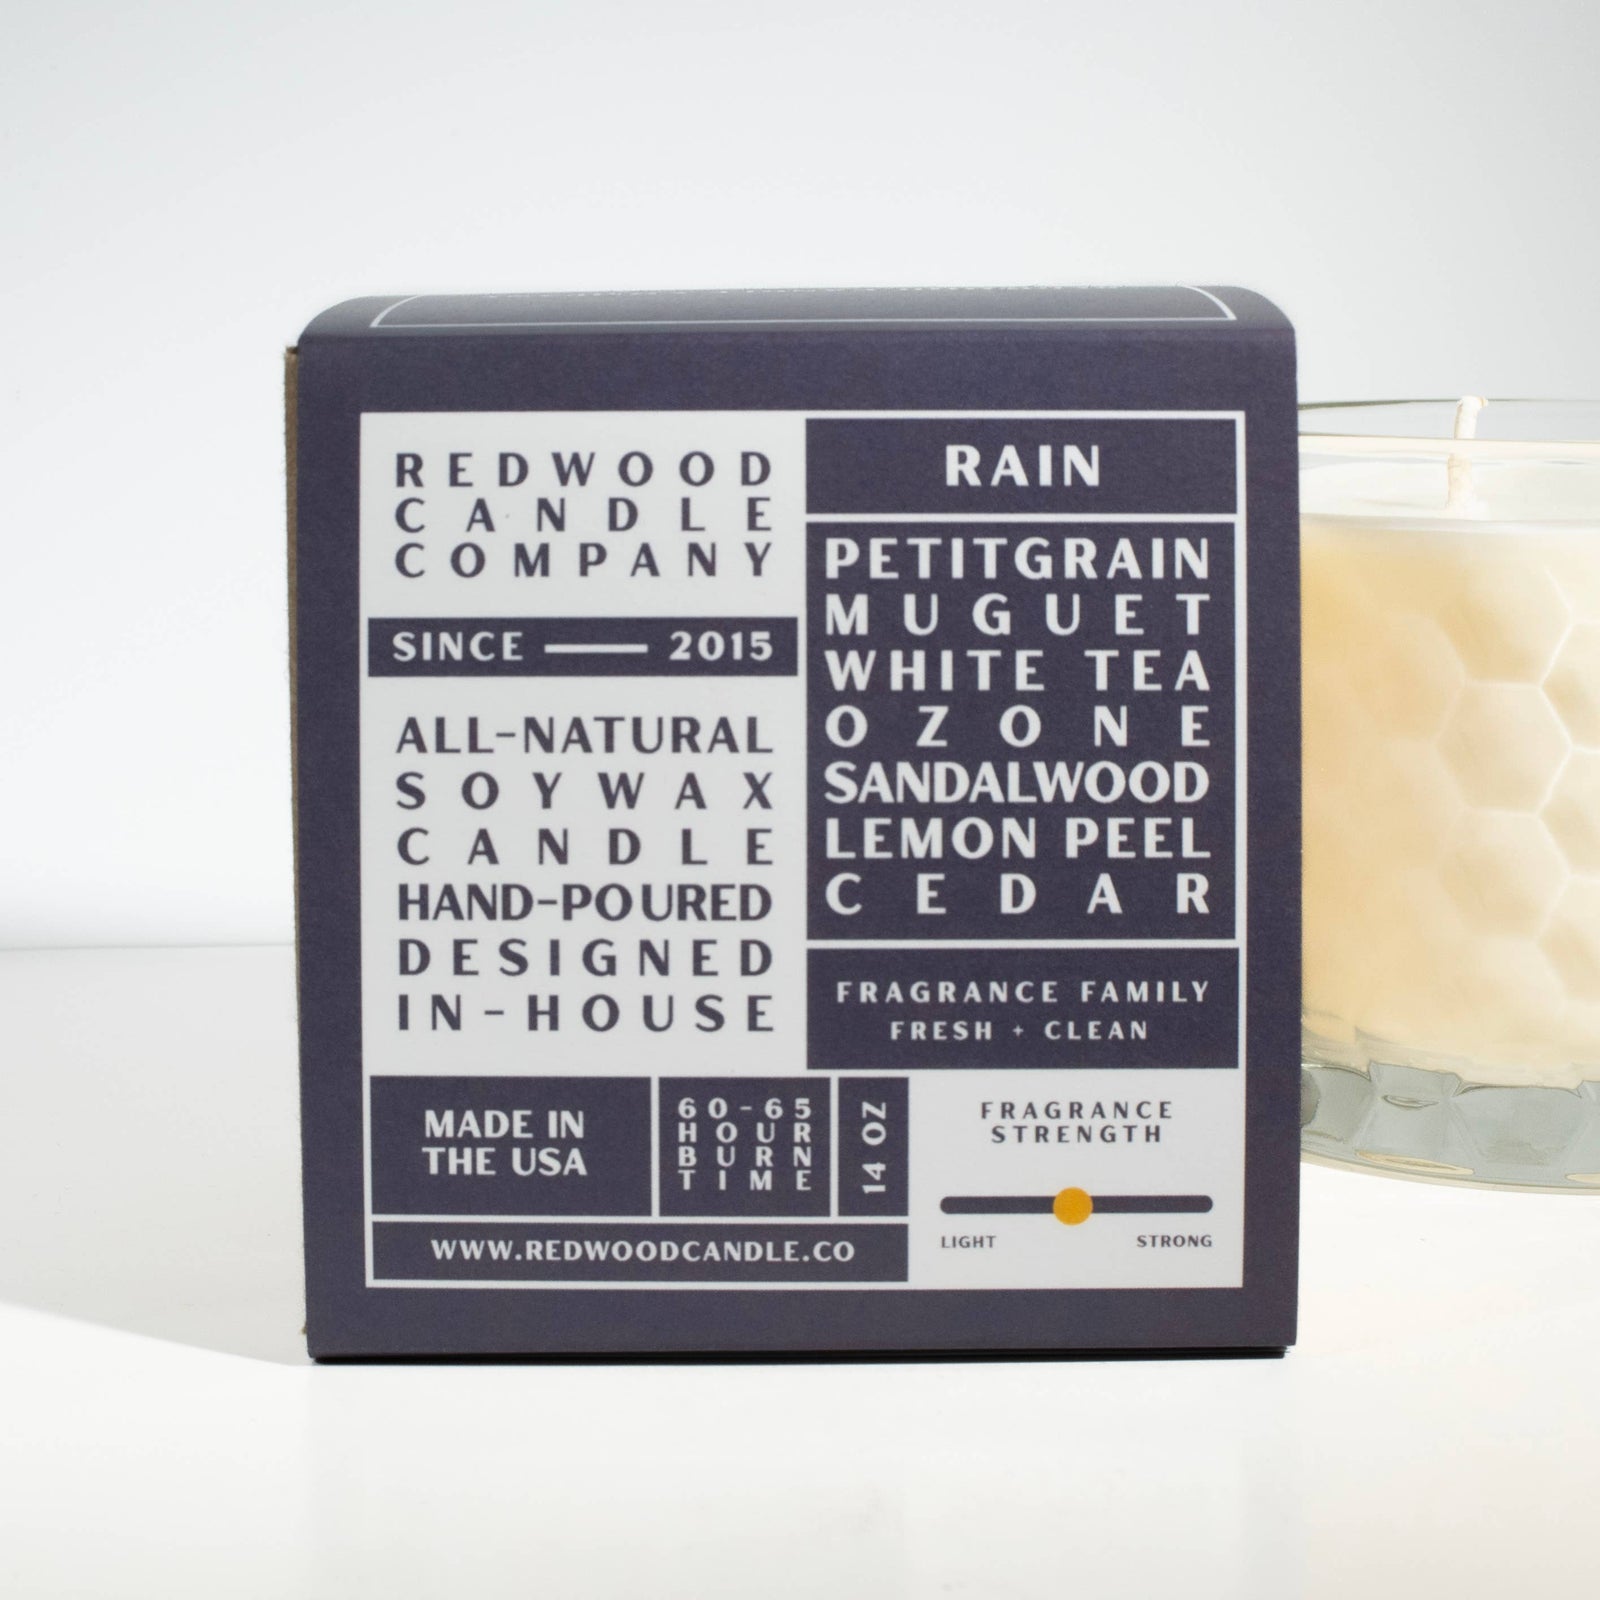 REDWOOD
CANDLE
COMPANY
SINCE — 2015
ALL-NATURAL
SOY WAX
CANDLE
HAND-POURED
DESIGNED
IN-HOUSE
RAIN
PETITGRAIN
MUGUET
WHITE TEA
OZONE
SANDALWOOD
LEMON PEEL
CEDAR
FRAGRANCE FAMILY
FRESH + CLEAN
MADE IN
THE USA
60-65
HOUR
BURN
TIME
14 OZ
WWW.REDWOODCANDLE.CO
FRAGRANCE
STRENGTH
LIGHT STRONG